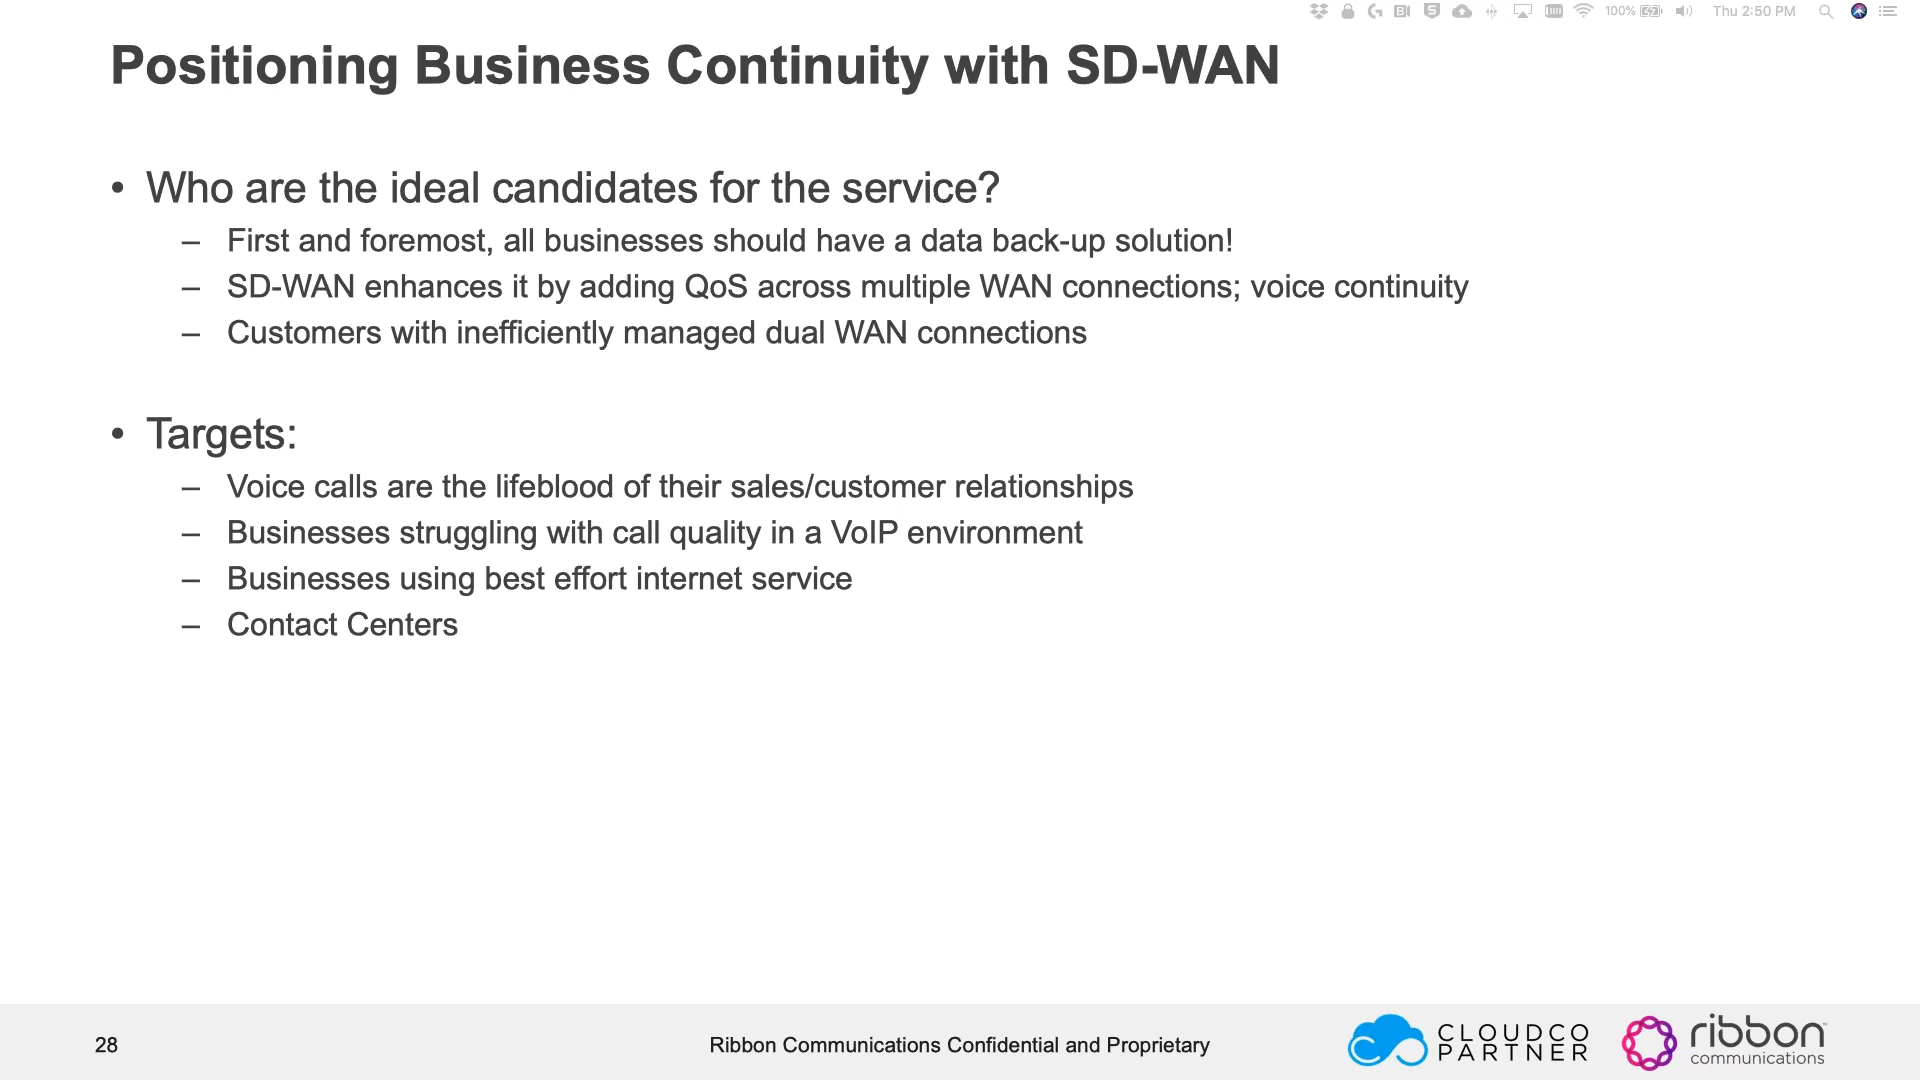 100% Thu 2:50 PM
Positioning Business Continuity with SD-WAN
• Who are the ideal candidates for the service?
– First and foremost, all businesses should have a data back-up solution!
– SD-WAN enhances it by adding QoS across multiple WAN connections; voice continuity
– Customers with inefficiently managed dual WAN connections
• Targets:
– Voice calls are the lifeblood of their sales/customer relationships
– Businesses struggling with call quality in a VoIP environment
– Businesses using best effort internet service
– Contact Centers
28
Ribbon Communications Confidential and Proprietary
CLOUDCO
PARTNER
ribbon
communications